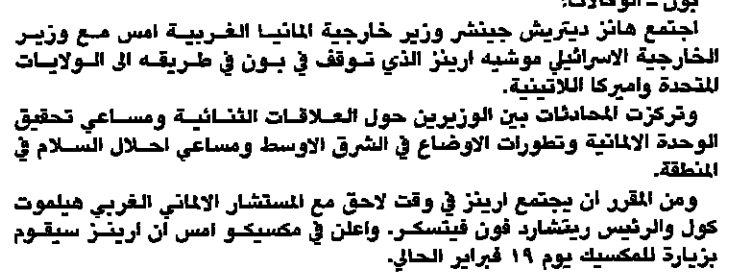 بون ـ الوكالات:
اجتمع هانز ديتريش جينشر وزير خارجية المانيا الغربية امس مع وزير
الخارجية الاسرائيلي موشيه ارينز الذي توقف في بون في طريقه الى الولايات
المتحدة واميركا اللاتينية.
وتركزت المحادثات بين الوزيرين حول العلاقات الثنائية ومساعي تحقيق
الوحدة الالمانية وتطورات الاوضاع في الشرق الاوسط ومساعي احلال السلام في
المنطقة.
ومن المقرر ان يجتمع ارينز في وقت لاحق مع المستشار الالماني الغربي هيلموت
كول والرئيس ريتشارد فون فيتسكر. واعلن في مكسيكو امس ان ارينز سيقوم
بزيارة للمكسيك يوم ١٩ فبراير الحالي.